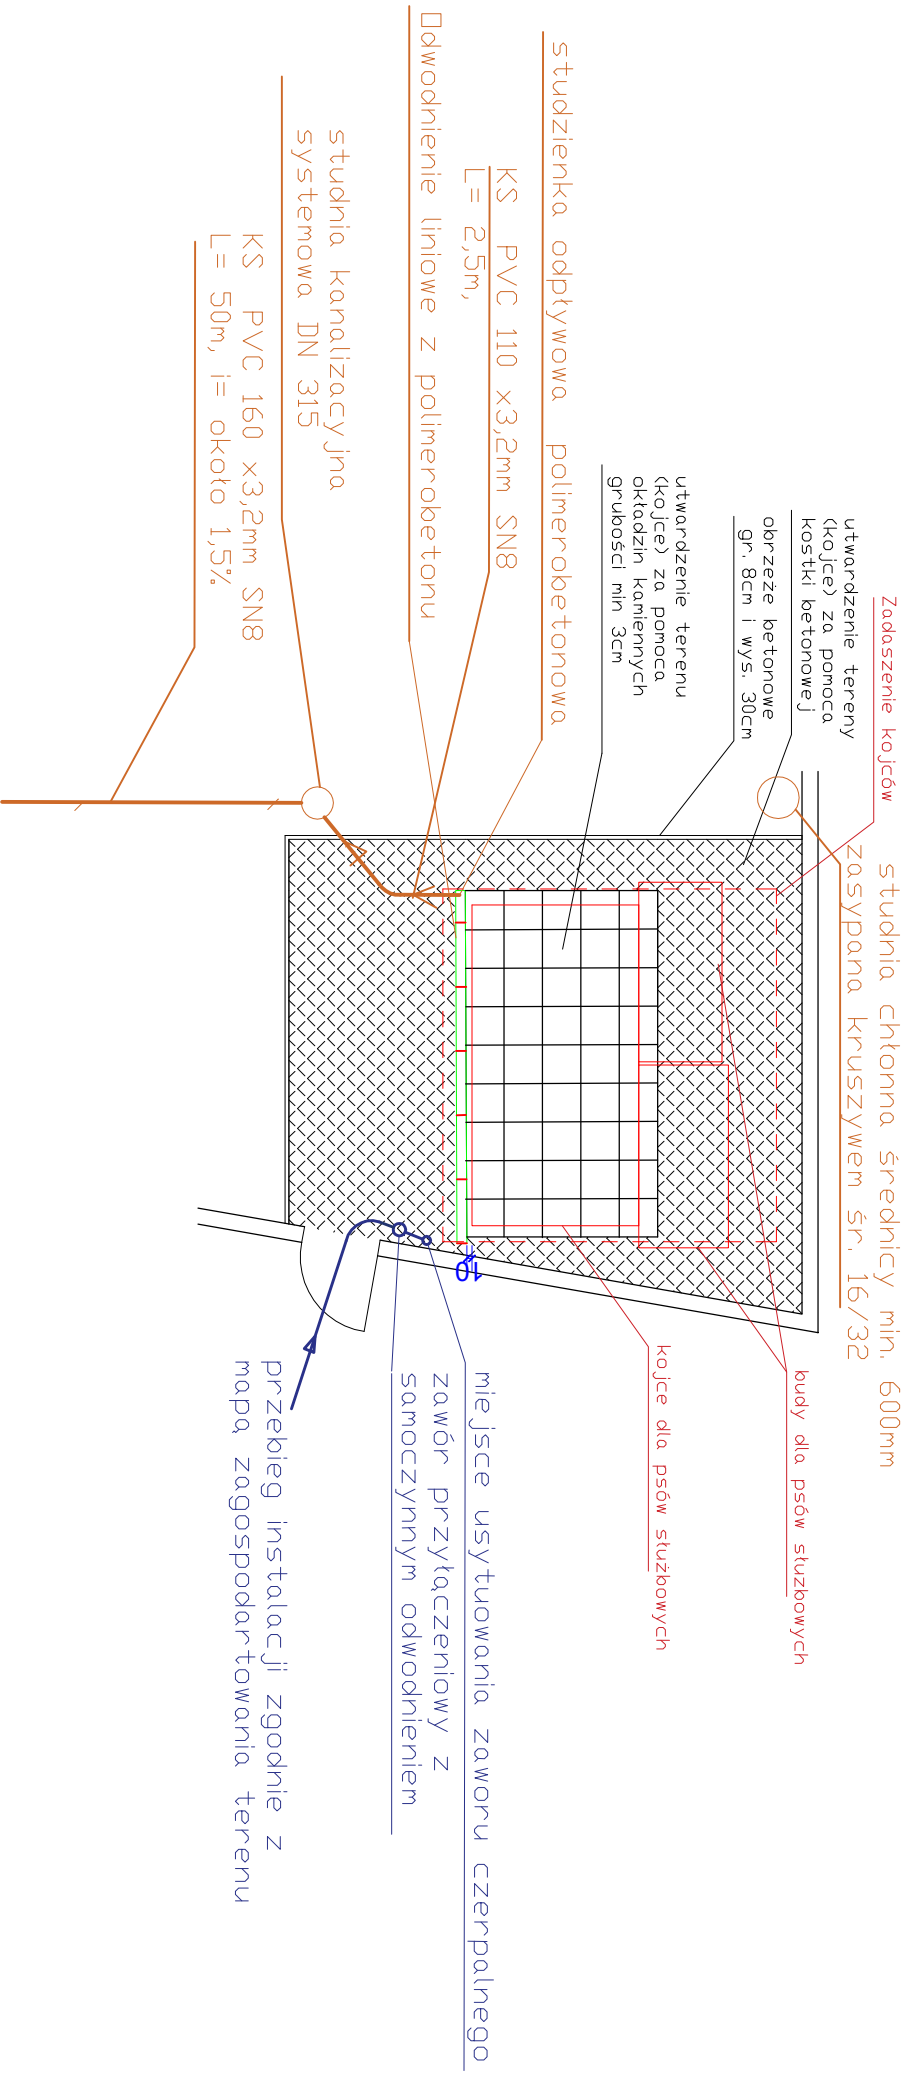 studnia chłonna średnicy min. 600mm
zasypana kruszywem śr. 16/32
Zadaszenie kojców
utwardzenie tereny
(kojce) za pomoca
kostki betonowej
obrzeże betonowe
gr. 8cm i wys. 30cm
utwardzenie terenu
(kojce) za pomoca
okładzin kamiennych
grubości min 3cm
studzienka odpływowa polimerobetonowa
KS PVC 110 x3,2mm SN8
L= 2,5m,
Odwodnienie liniowe z polimerobetonu
studnia kanalizacyjna
systemowa DN 315
KS PVC 160 x3,2mm SN8
L= 50m, i= około 1,5%
budy dla psów służbowych
kojce dla psów służbowych
10
miejsce usytuowania zaworu czerpalnego
zawór przyłączeniowy z
samoczynnym odwodnieniem
przebieg instalacji zgodnie z
mapą zagospodartowania terenu